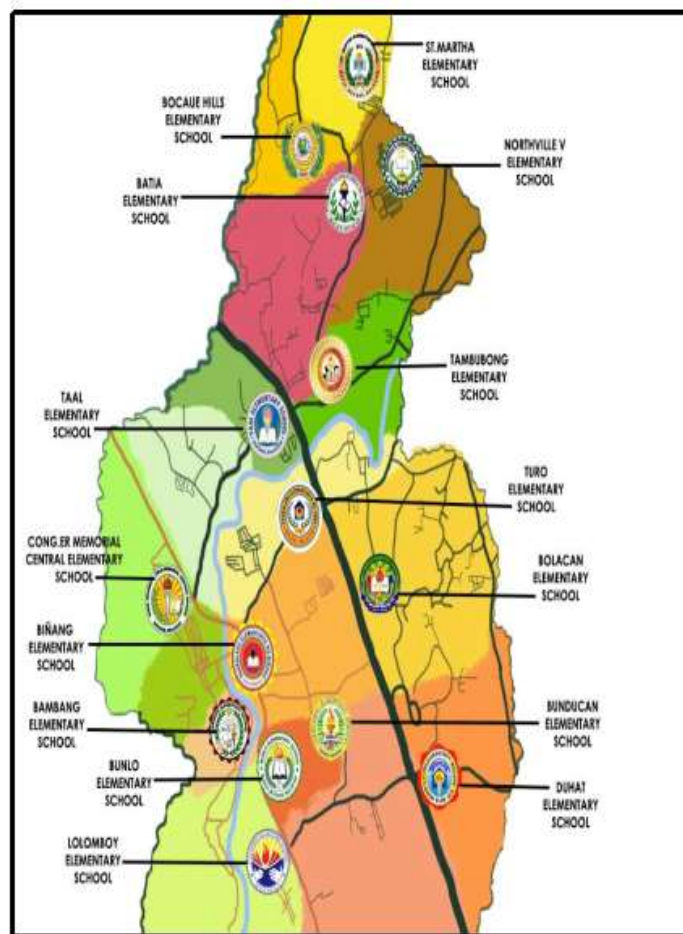 ST.MARTHA
ELEMENTARY
SCHOOL
BOCAUE HILLS
ELEMENTARY
SCHOOL
NORTHVILLE V
ELEMENTARY
SCHOOL
BATIA
ELEMENTARY
SCHOOL
TAMBUBONG
ELEMENTARY
SCHOOL
TAAL
ELEMENTARY
SCHOOL
TURO
ELEMENTARY
SCHOOL
CONG.ER MEMORIAL
CENTRAL ELEMENTARY
SCHOOL
BOLACAN
ELEMENTARY
SCHOOL
BIÑANG
ELEMENTARY
SCHOOL
BAMBANG
ELEMENTARY
SCHOOL
BUNDUCAN
ELEMENTARY
SCHOOL
BUNLO
ELEMENTARY
SCHOOL
DUHAT
ELEMENTARY
SCHOOL
LOLOMBOY
ELEMENTARY
SCHOOL